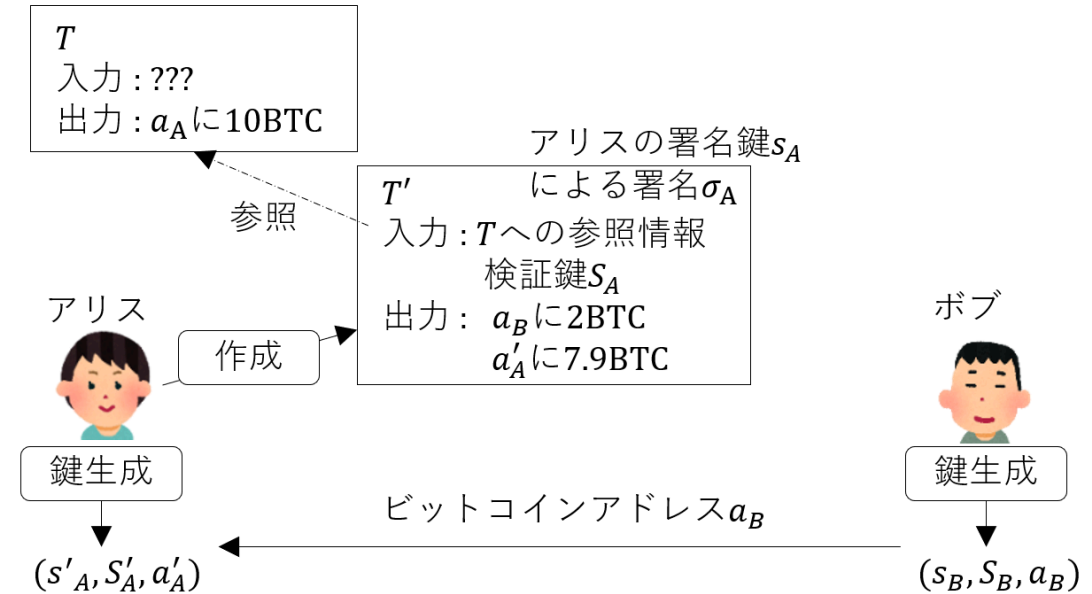 T
入力 : ???
出力 : a_Aに10BTC
アリスの署名鍵s_A
による署名σ_A
T′
入力 : Tへの参照情報
検証鍵S_A
出力 : a_Bに2BTC
a′_Aに7.9BTC
参照
アリス
作成
ボブ
鍵生成
鍵生成
ビットコインアドレスa_B
(s′_A, S′_A, a′_A)
(s_B, S_B, a_B)